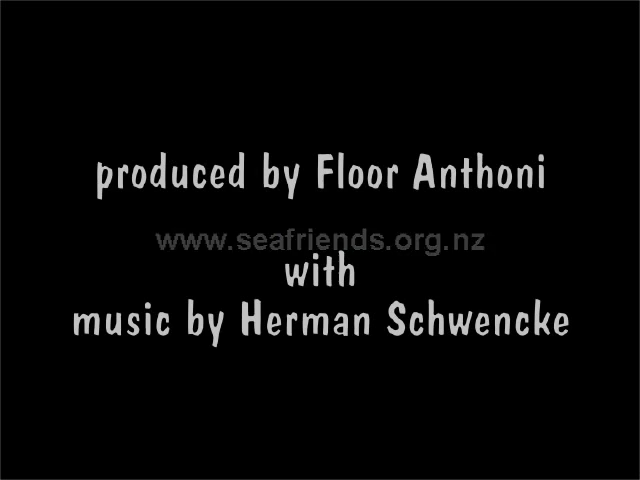 produced by Floor Anthoni
www.seafriends.org.nz
with
music by Herman Schwencke